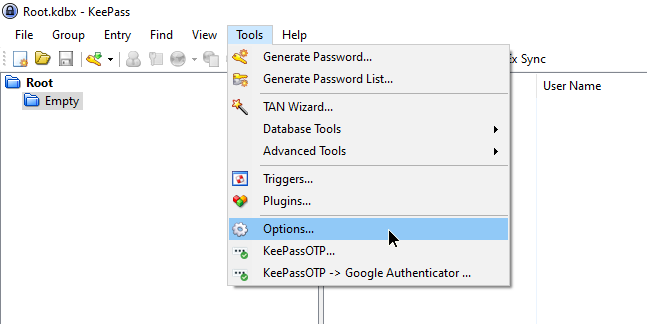 Root.kdbx - KeePass
File Group Entry Find View Tools Help
Sync
Root
Empty
User Name
Generate Password...
Generate Password List...
TAN Wizard...
Database Tools
Advanced Tools
Triggers...
Plugins...
Options...
KeePassOTP...
KeePassOTP -> Google Authenticator ...